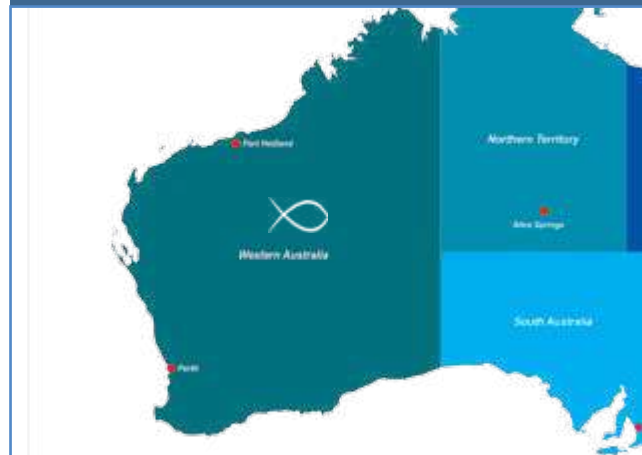 Port Hedland
Northern Territory
Alice Springs
Western Australia
South Australia
Perth